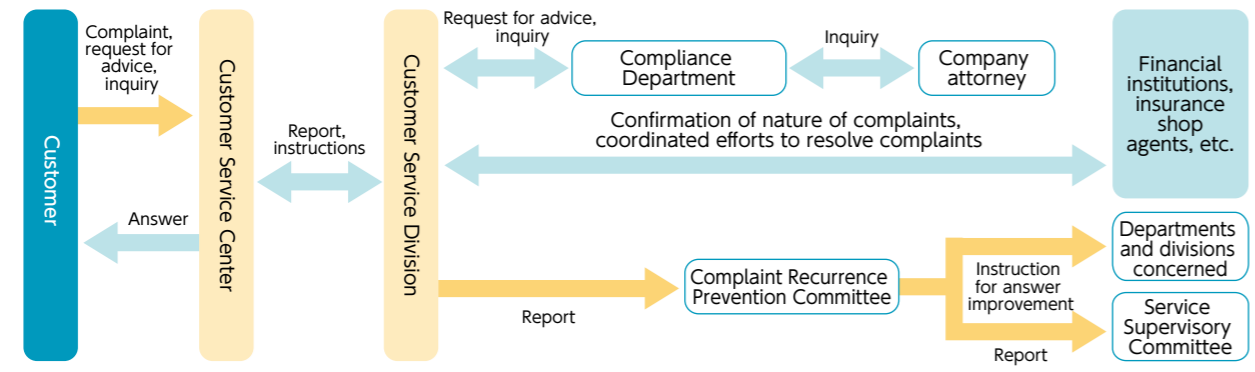 Customer
Complaint,
request for
advice,
inquiry
Answer
Customer Service Center
Report,
instructions
Customer Service Division
Request for advice,
inquiry
Compliance
Department
Inquiry
Company
attorney
Confirmation of nature of complaints,
coordinated efforts to resolve complaints
Financial
institutions,
insurance
shop
agents, etc.
Report
Complaint Recurrence
Prevention Committee
Instruction
for answer
improvement
Report
Departments
and divisions
concerned
Service
Supervisory
Committee